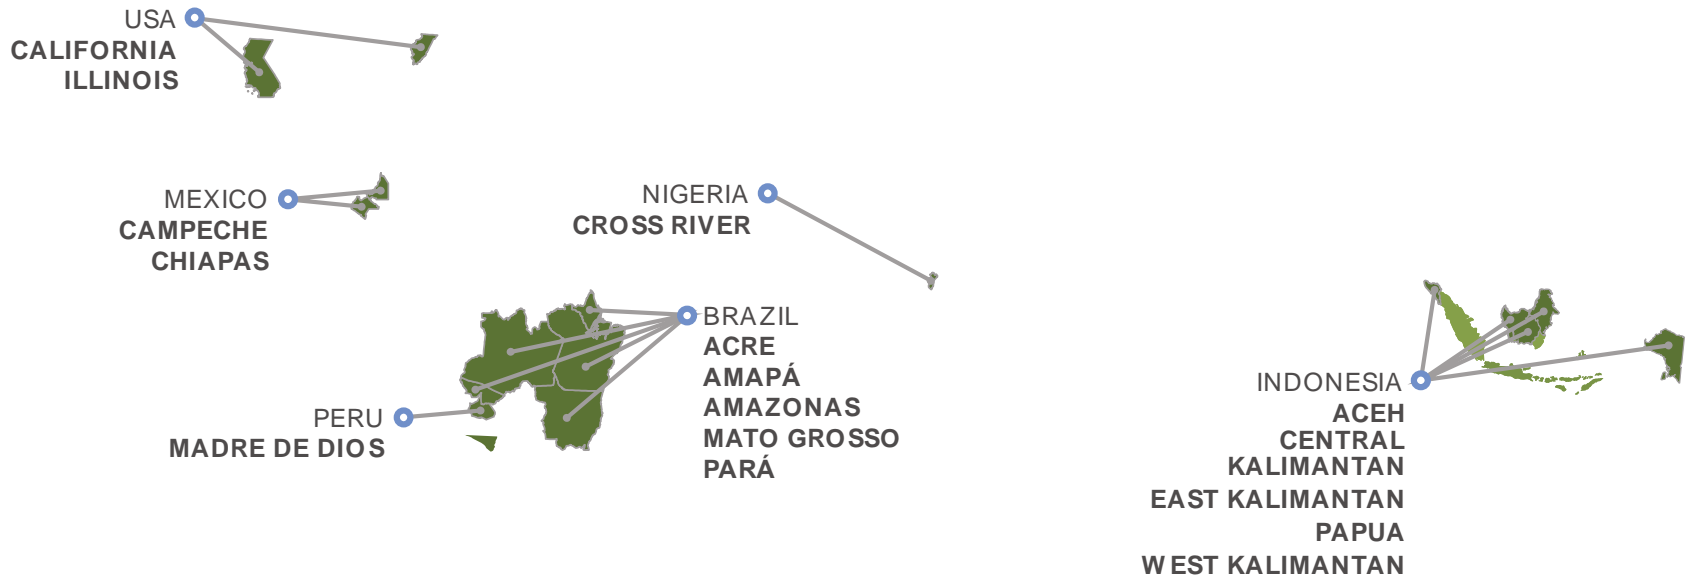 USA
CALIFORNIA
ILLINOIS
MEXICO
CAMPECHE
CHIAPAS
NIGERIA
CROSS RIVER
BRAZIL
ACRE
AMAPÁ
AMAZONAS
MATO GROSSO
PARÁ
PERU
MADRE DE DIOS
INDONESIA
ACEH
CENTRAL
KALIMANTAN
EAST KALIMANTAN
PAPUA
WEST KALIMANTAN